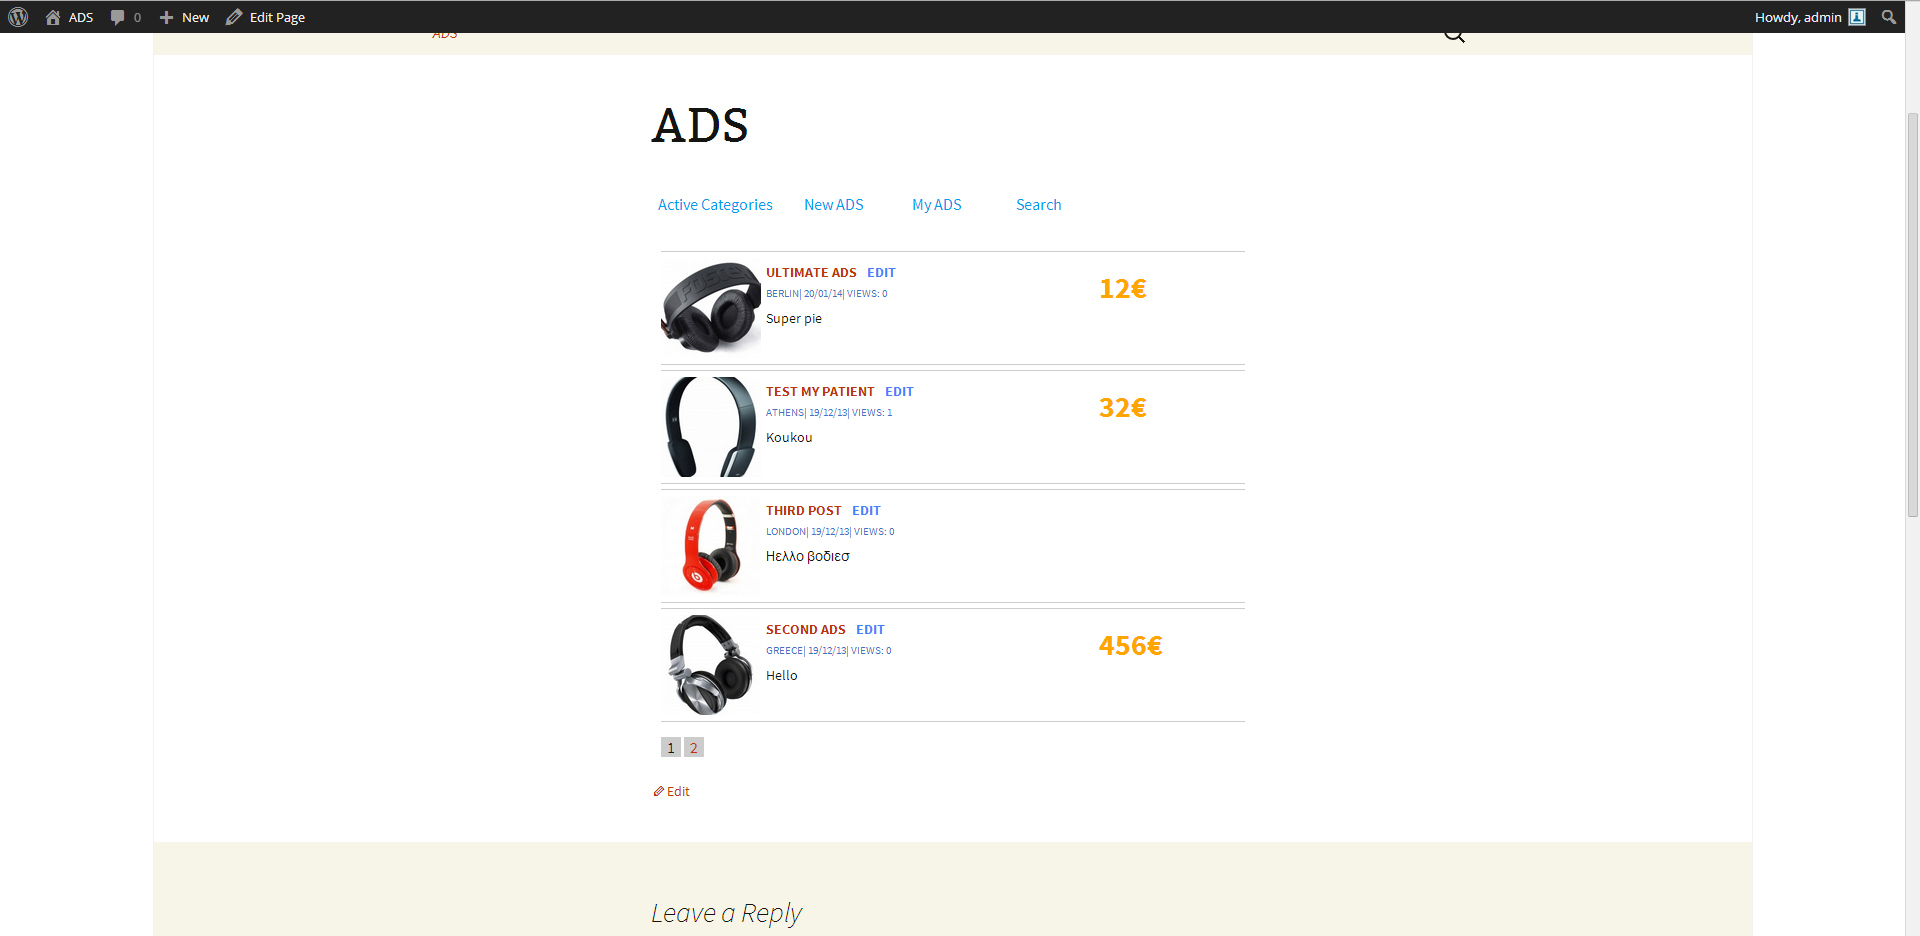 ADS
0
New
Edit Page
Howdy, admin
ADS
ADS
Active Categories
New ADS
My ADS
Search
FOSTEX
ULTIMATE ADS EDIT
BERLIN| 20/01/14| VIEWS: 0
12€
Super pie
TEST MY PATIENT EDIT
ATHENS| 19/12/13| VIEWS: 1
32€
Koukou
THIRD POST EDIT
LONDON| 19/12/13| VIEWS: 0
Ηελλο βοδιεσ
SECOND ADS EDIT
GREECE| 19/12/13| VIEWS: 0
456€
Hello
1 2
Edit
Leave a Reply